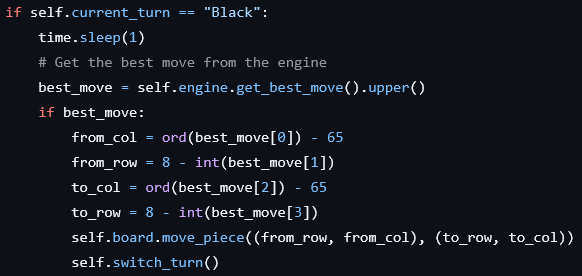 if self.current_turn == "Black":
    time.sleep(1)
    # Get the best move from the engine
    best_move = self.engine.get_best_move().upper()
    if best_move:
        from_col = ord(best_move[0]) - 65
        from_row = 8 - int(best_move[1])
        to_col = ord(best_move[2]) - 65
        to_row = 8 - int(best_move[3])
        self.board.move_piece((from_row, from_col), (to_row, to_col))
        self.switch_turn()